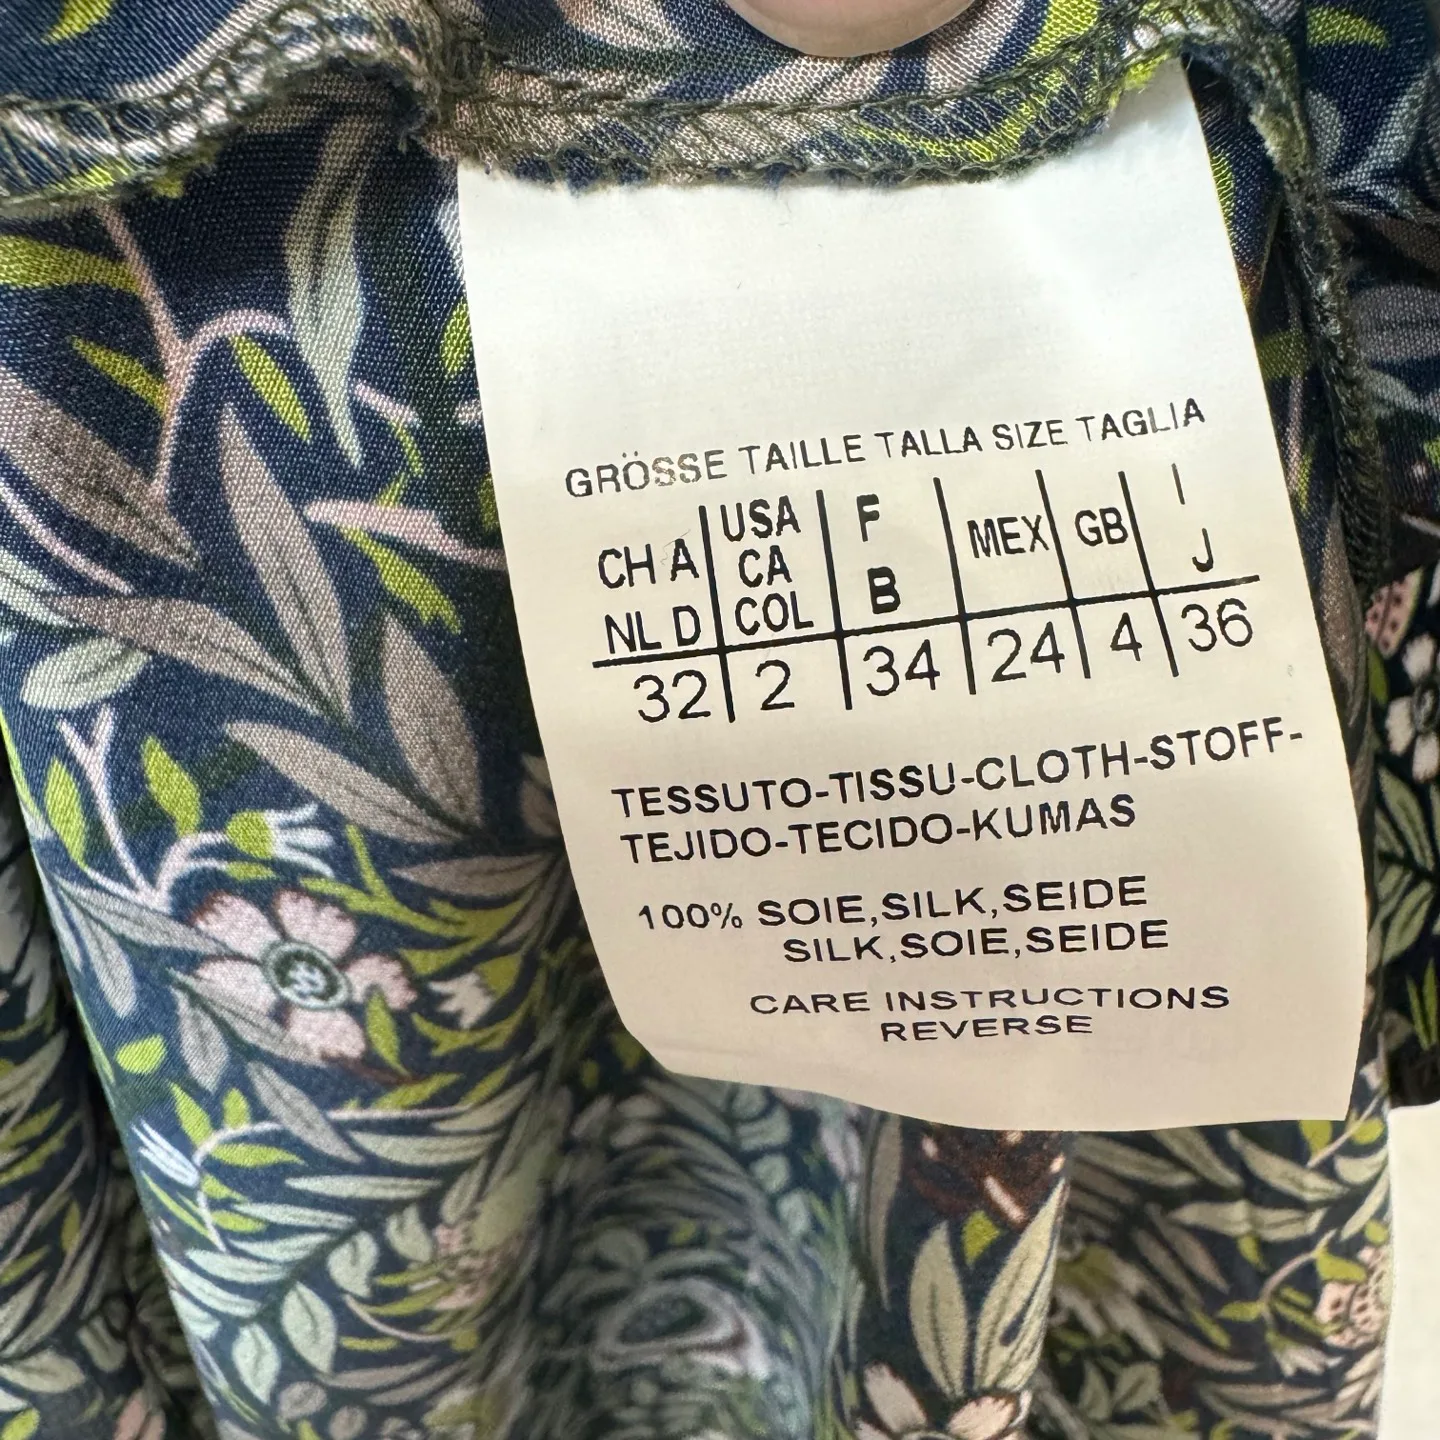 GRÖSSE TAILLE TALLA SIZE TAGLIA
CH A NL D | USA CA COL | F B | MEX | GB | I J
32 | 2 | 34 | 24 | 4 | 36
TESSUTO-TISSU-CLOTH-STOFF-
TEJIDO-TECIDO-KUMAS
100% SOIE,SILK,SEIDE
SILK,SOIE,SEIDE
CARE INSTRUCTIONS
REVERSE